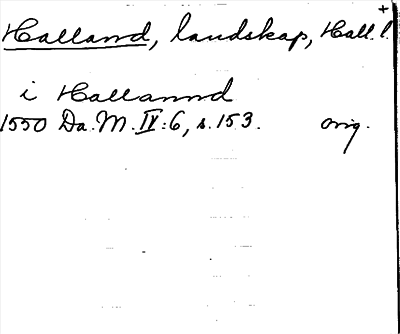 +
Halland, landskap, Hall. l.
i Hallannd
1550 Da. M. IV:6, s. 153. orig.